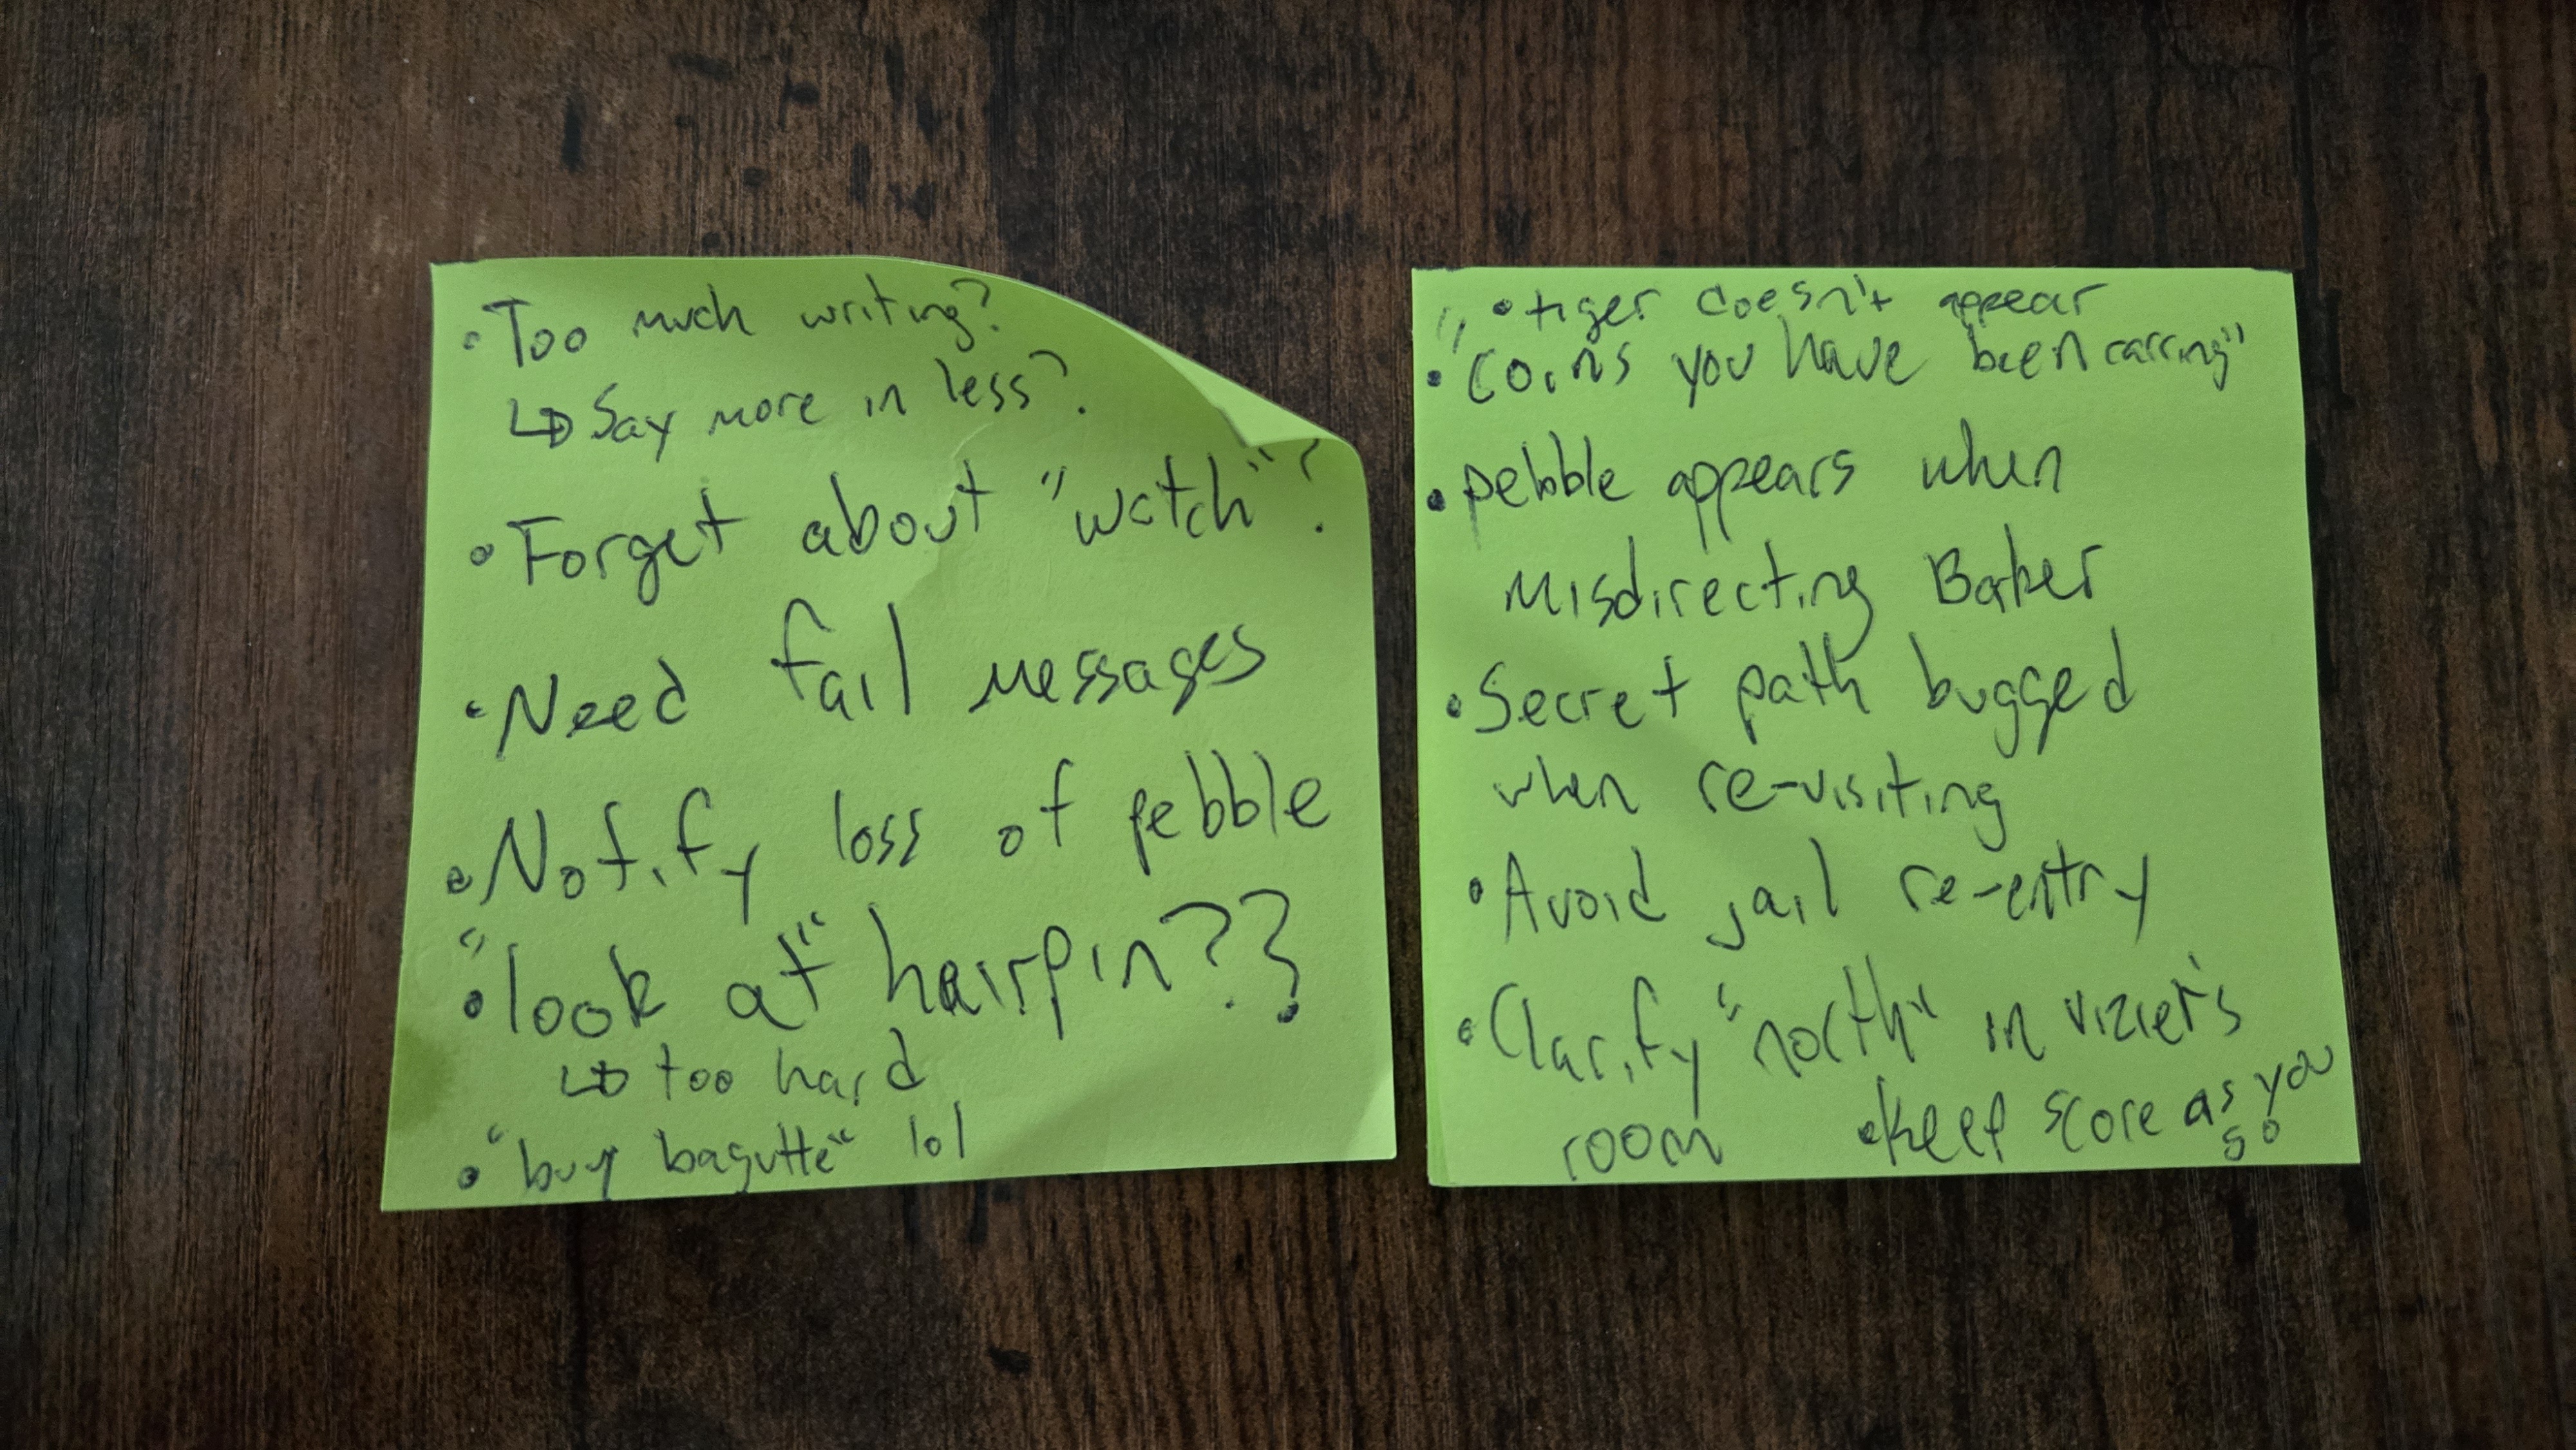 • Too much writing?
↳ Say more in less?
• Forget about "watch"?
• Need fail messages
• Notify loss of pebble
• "look at" hairpin??
↳ too hard
• "buy bagutte" lol
• tiger doesn't appear
• "coins you have been carring"
• pebble appears when
misdirecting Baker
• Secret path bugged
when re-visiting
• Avoid jail re-entry
• Clarify "north" in vizier's
room
• Keep score as you
go